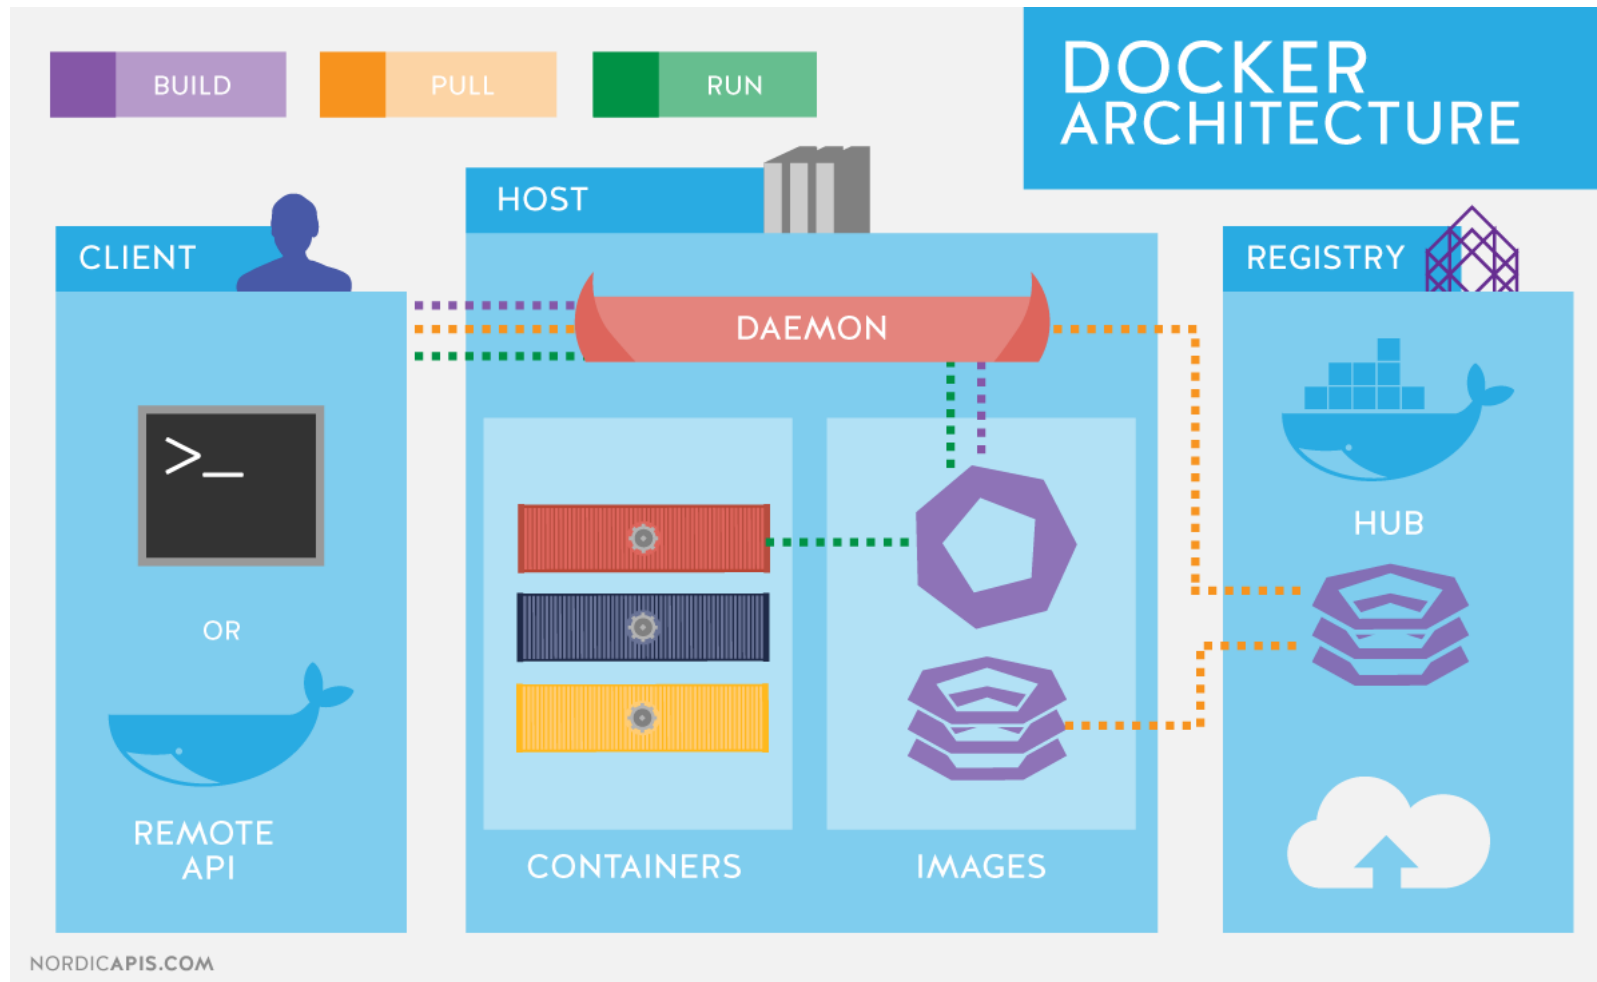 BUILD
PULL
RUN
DOCKER
ARCHITECTURE
HOST
CLIENT
REGISTRY
DAEMON
>_
HUB
OR
REMOTE
API
CONTAINERS
IMAGES
NORDICAPIS.COM